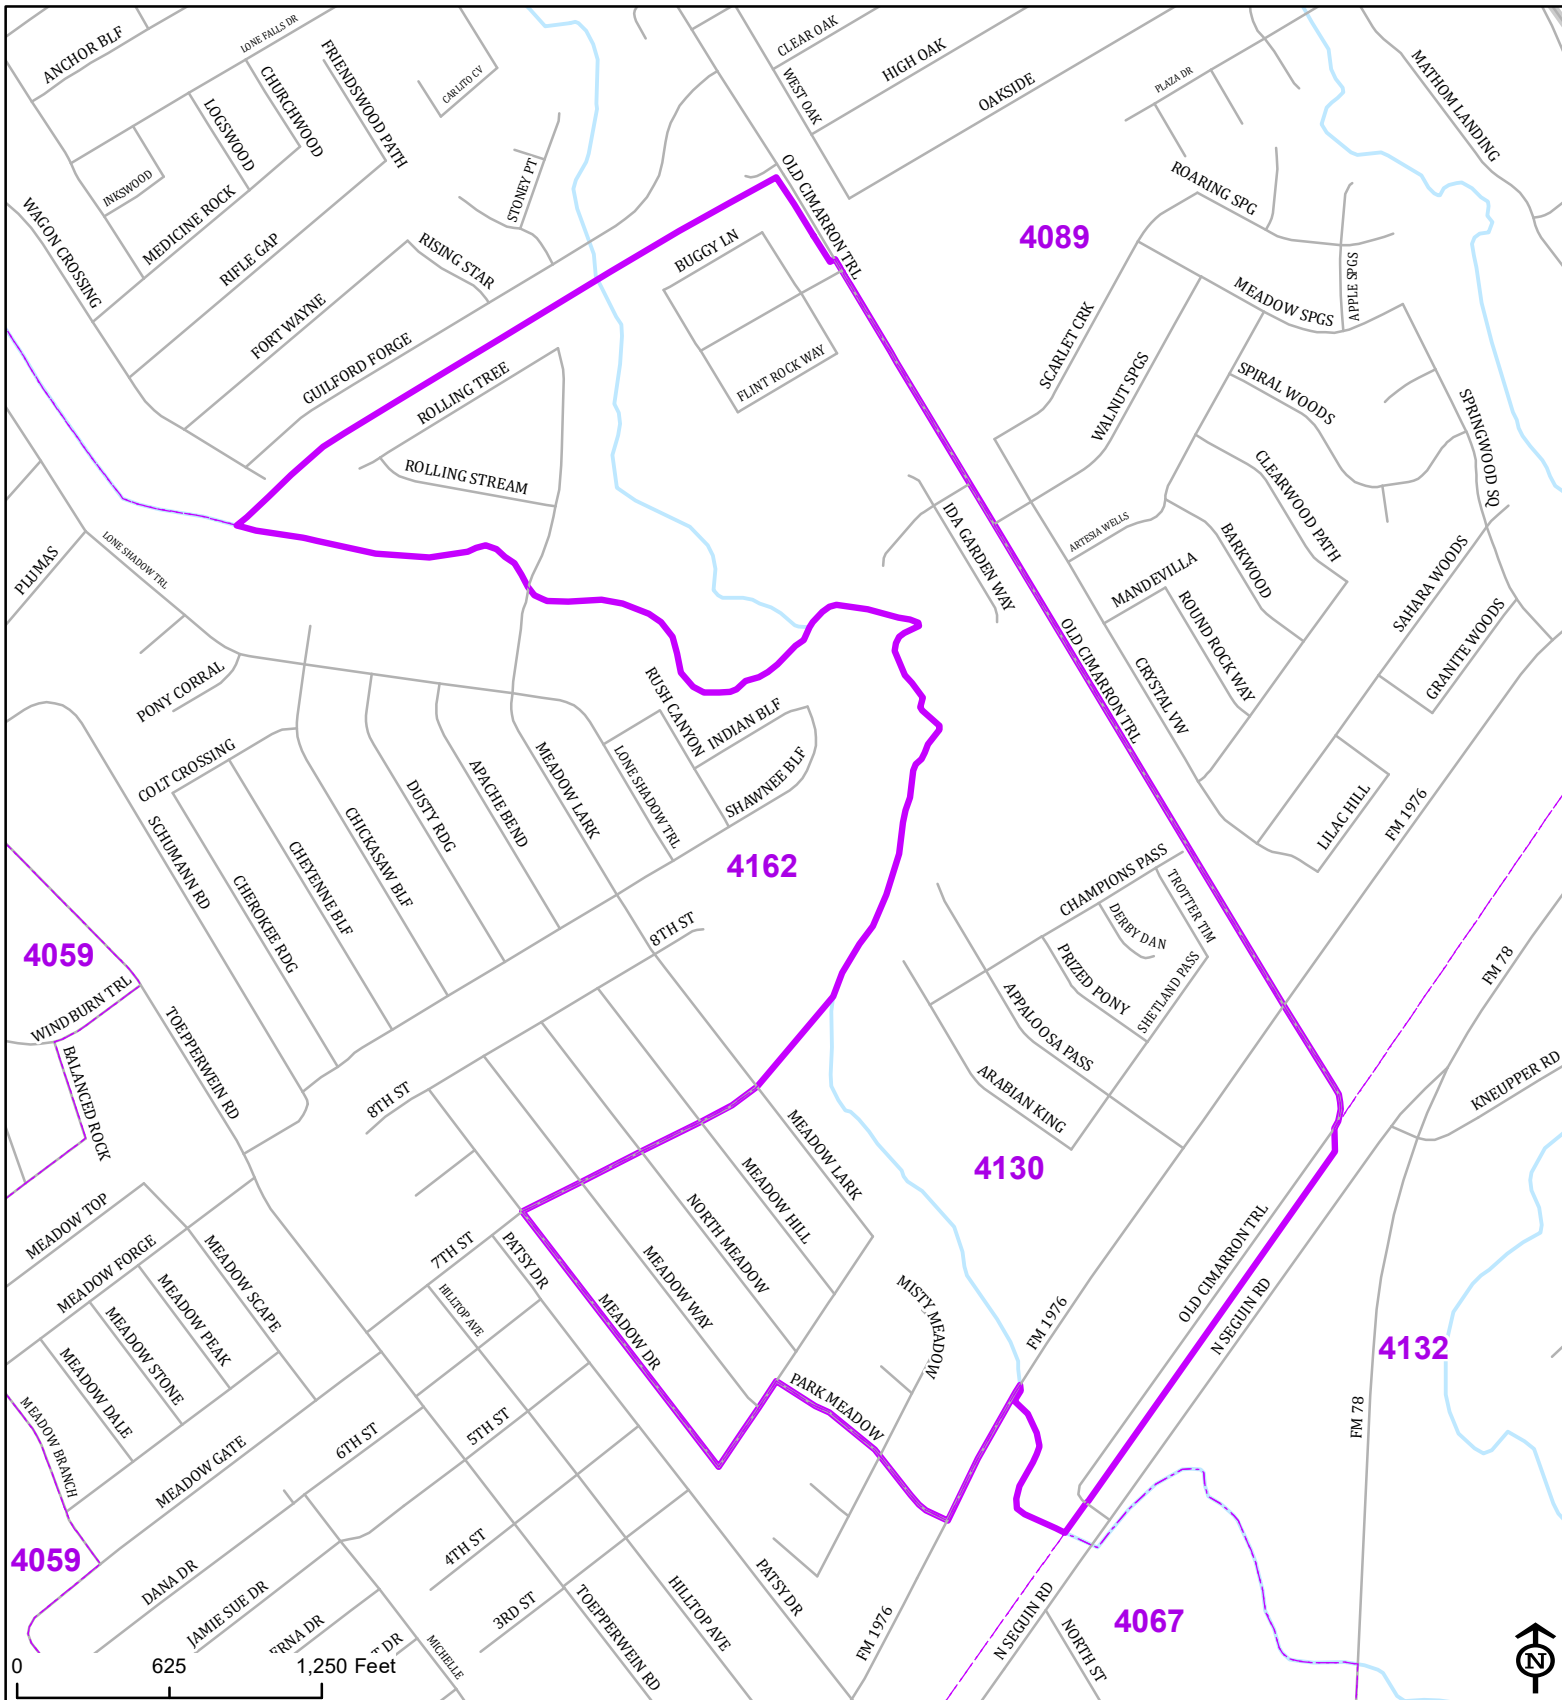 ANCHOR BLF
LONE FALLS DR
CLEAR OAK
HIGH OAK
MATHOM LANDING
FRIENDSWOOD PATH
CHURCHWOOD
CARLITO CV
WEST OAK
OAKSIDE
PLAZA DR
LOGSWOOD
INKSWOOD
STONEY PT
OLD CIMARRON TRL
ROARING SPG
MEDICINE ROCK
WAGON CROSSING
RIFLE GAP
RISING STAR
BUGGY LN
4089
APPLE SPGS
MEADOW SPGS
FORT WAYNE
GUILFORD FORGE
SCARLET CRK
WALNUT SPGS
FLINT ROCK WAY
ROLLING TREE
SPIRAL WOODS
SPRINGWOOD SQ
ROLLING STREAM
CLEARWOOD PATH
IDA GARDEN WAY
ARTESIA WELLS
BARKWOOD
PLUMAS
LONE SHADOW TRL
MANDEVILLA
SAHARA WOODS
ROUND ROCK WAY
GRANITE WOODS
OLD CIMARRON TRL
PONY CORRAL
RUSH CANYON
CRYSTAL VW
INDIAN BLF
COLT CROSSING
MEADOW LARK
LONE SHADOW TRL
SHAWNEE BLF
APACHE BEND
DUSTY RDG
LILAC HILL
FM 1976
SCHUMANN RD
CHICKASAW BLF
4162
CHEYENNE BLF
CHAMPIONS PASS
TROTTER TIM
CHEROKEE RDG
DERBY DAN
8TH ST
4059
PRIZED PONY
FM 78
WINDBURN TRL
SHETLAND PASS
APPALOOSA PASS
TOEPPERWEIN RD
BALANCED ROCK
8TH ST
ARABIAN KING
KNEUPPER RD
4130
MEADOW LARK
MEADOW HILL
MEADOW TOP
NORTH MEADOW
7TH ST
PATSY DR
MEADOW FORGE
MEADOW SCAPE
MEADOW WAY
OLD CIMARRON TRL
MEADOW PEAK
HILLTOP AVE
MISTY MEADOW
FM 1976
N SEGUIN RD
MEADOW STONE
MEADOW DR
4132
MEADOW DALE
PARK MEADOW
MEADOW BRANCH
FM 78
6TH ST
5TH ST
MEADOW GATE
4059
4TH ST
DANA DR
PATSY DR
JAMIE SUE DR
3RD ST
TOEPPERWEIN RD
HILLTOP AVE
FM 1976
N SEGUIN RD
4067
NORTH ST
ERNA DR
T DR
MICHELLE
0 625 1,250 Feet
N